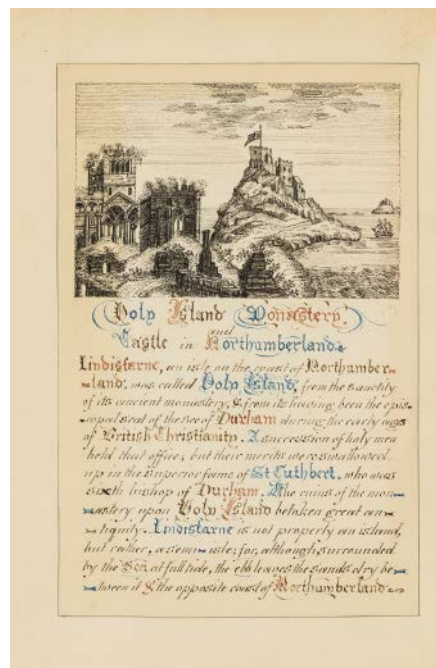 Holy Island Monastery
and
Castle in Northumberland.
Lindisfarne, an isle on the coast of Northumber-
-land, was called Holy Island, from the sanctity
of its ancient monastery, & from its having been the epis-
-copal seat of the see of Durham during the early ages
of British Christianity. A succession of holy men
held that office; but their merits were swallowed
up in the superior fame of St Cuthbert, who was
sixth bishop of Durham. The ruins of the mon-
-astery upon Holy Island betoken great an-
-tiquity. Lindisfarne is not properly an island,
but rather, a semi-isle; for, although surrounded
by the Sea at full tide, the ebb leaves the sands dry be-
-tween it & the opposite coast of Northumberland